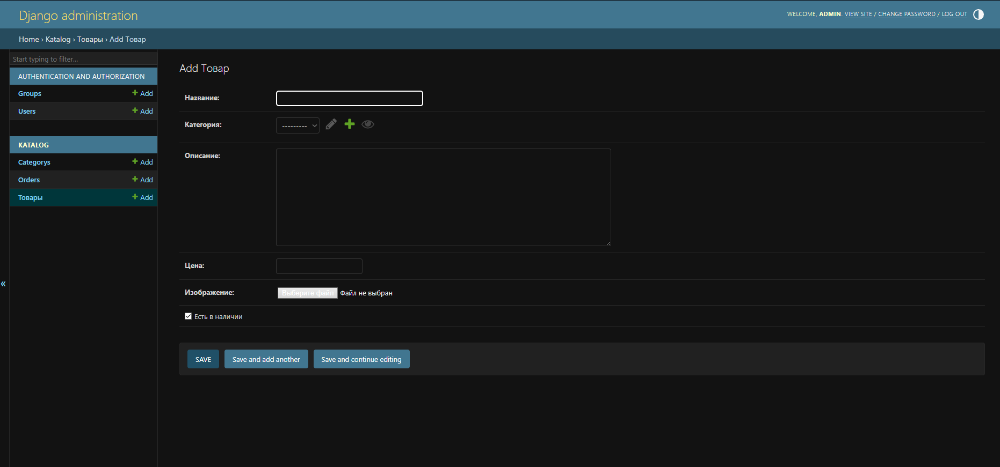 Django administration
WELCOME, ADMIN. VIEW SITE / CHANGE PASSWORD / LOG OUT
Home › Katalog › Товары › Add Товар
Start typing to filter...
AUTHENTICATION AND AUTHORIZATION
Groups Add
Users Add
KATALOG
Categorys Add
Orders Add
Товары Add
«
Add Товар
Название:
Категория: ---------
Описание:
Цена:
Изображение: Выберите файл Файл не выбран
Есть в наличии
SAVE Save and add another Save and continue editing